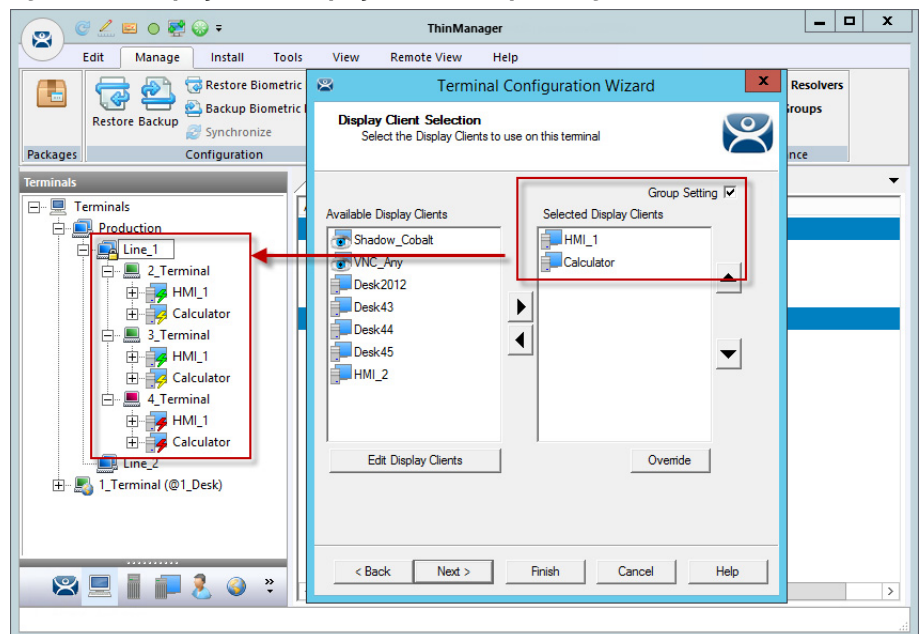 ThinManager
Edit Manage Install Tools View Remote View Help
Restore Backup
Restore Biometric
Backup Biometric
Synchronize
Resolvers
Groups
Packages
Configuration
Terminals
Terminals
Production
Line_1
2_Terminal
HMI_1
Calculator
3_Terminal
HMI_1
Calculator
4_Terminal
HMI_1
Calculator
Line_2
1_Terminal (@1_Desk)
Terminal Configuration Wizard
Display Client Selection
Select the Display Clients to use on this terminal
Group Setting
Available Display Clients
Selected Display Clients
Shadow_Cobalt
VNC_Any
Desk2012
Desk43
Desk44
Desk45
HMI_2
HMI_1
Calculator
Edit Display Clients
Override
< Back
Next >
Finish
Cancel
Help